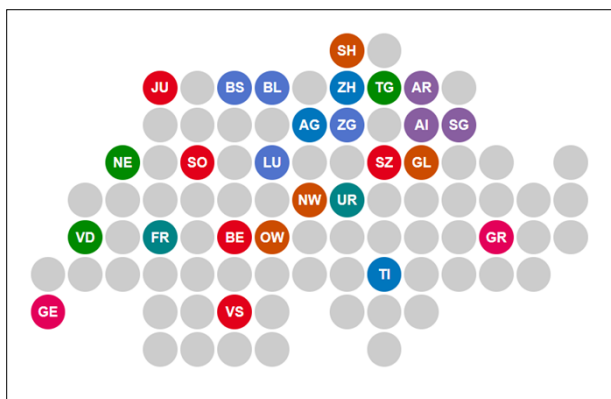 SH
JU BS BL ZH TG AR
AG ZG AI SG
NE SO LU SZ GL
NW UR
VD FR BE OW GR
TI
GE VS